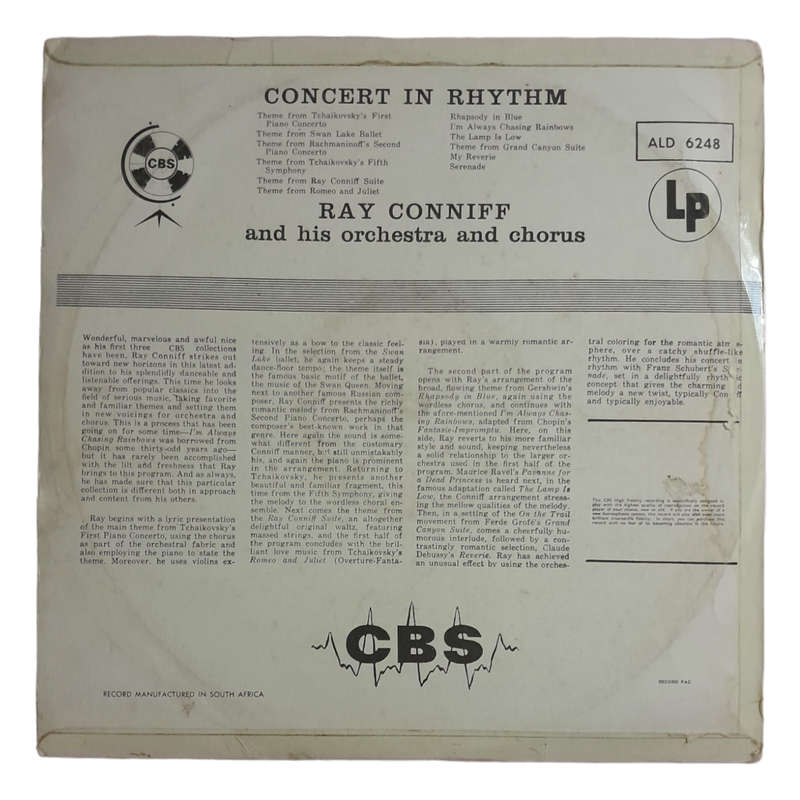 CONCERT IN RHYTHM
Theme from Tchaikovsky's First
Piano Concerto
Theme from Swan Lake Ballet
Theme from Rachmaninoff's Second
Piano Concerto
Theme from Tchaikovsky's Fifth
Symphony
Theme from Ray Conniff Suite
Theme from Romeo and Juliet
Rhapsody in Blue
I'm Always Chasing Rainbows
The Lamp Is Low
Theme from Grand Canyon Suite
My Reverie
Serenade
CBS
ALD 6248
Lp
RAY CONNIFF
and his orchestra and chorus
Wonderful, marvelous and awful nice
as his first three CBS collections
have been, Ray Conniff strikes out
toward new horizons in this latest ad-
dition to his splendidly danceable and
listenable offerings. This time he looks
away from popular classics into the
field of serious music, taking favorite
and familiar themes and setting them
in new voicings for orchestra and
chorus. This is a process that has been
going on for some time—I'm Always
Chasing Rainbows was borrowed from
Chopin some thirty-odd years ago—
but it has rarely been accomplished
with the lilt and freshness that Ray
brings to this program. And as always,
he has made sure that this particular
collection is different both in approach
and content from his others.
Ray begins with a lyric presentation
of the main theme from Tchaikovsky's
First Piano Concerto, using the chorus
as part of the orchestral fabric and
also employing the piano to state the
theme. Moreover, he uses violins ex-
tensively as a bow to the classic feel-
ing. In the selection from the Swan
Lake ballet, he again keeps a steady
dance-floor tempo; the theme itself is
the famous basic motif of the ballet,
the music of the Swan Queen. Moving
next to another famous Russian com-
poser, Ray Conniff presents the richly
romantic melody from Rachmaninoff's
Second Piano Concerto, perhaps the
composer's best-known work in that
genre. Here again the sound is some-
what different from the customary
Conniff manner, but still unmistakably
his, and again the piano is prominent
in the arrangement. Returning to
Tchaikovsky, he presents another
beautiful and familiar fragment, this
time from the Fifth Symphony, giving
the melody to the wordless choral en-
semble. Next comes the theme from
the Ray Conniff Suite, an altogether
delightful original waltz, featuring
massed strings, and the first half of
the program concludes with the bril-
liant love music from Tchaikovsky's
Romeo and Juliet (Overture-Fanta-
sia), played in a warmly romantic ar-
rangement.
The second part of the program
opens with Ray's arrangement of the
broad, flowing theme from Gershwin's
Rhapsody in Blue, again using the
wordless chorus, and continues with
the afore-mentioned I'm Always Chas-
ing Rainbows, adapted from Chopin's
Fantasie-Impromptu. Here, on this
side, Ray reverts to his more familiar
style and sound, keeping nevertheless
a solid relationship to the larger or-
chestra used in the first half of the
program. Maurice Ravel's Pavanne for
a Dead Princess is heard next, in the
famous adaptation called The Lamp Is
Low, the Conniff arrangement stress-
ing the mellow qualities of the melody.
Then, in a setting of the On the Trail
movement from Ferde Grofe's Grand
Canyon Suite, comes a cheerfully hu-
morous interlude, followed by a con-
trastingly romantic selection, Claude
Debussy's Reverie. Ray has achieved
an unusual effect by using the orches-
tral coloring for the romantic
sphere, over a catchy shuffle-like
rhythm. He concludes his concert
rhythm with Franz Schubert's
set in a delightfully
concept that gives the charming
melody a new twist, typically
and typically enjoyable.
CBS
RECORD MANUFACTURED IN SOUTH AFRICA
RECORD PAC